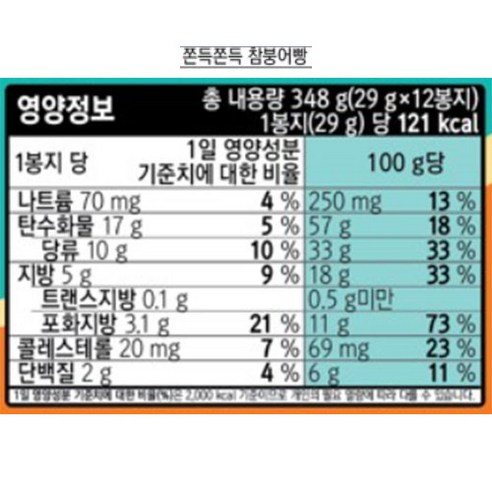 쫀득쫀득 참붕어빵
영양정보
총 내용량 348 g(29 g×12봉지)
1봉지(29 g) 당 121 kcal
1봉지 당 1일 영양성분 기준치에 대한 비율 100 g당
나트륨 70 mg 4 % 250 mg 13 %
탄수화물 17 g 5 % 57 g 18 %
당류 10 g 10 % 33 g 33 %
지방 5 g 9 % 18 g 33 %
트랜스지방 0.1 g 0.5 g미만
포화지방 3.1 g 21 % 11 g 73 %
콜레스테롤 20 mg 7 % 69 mg 23 %
단백질 2 g 4 % 6 g 11 %
1일 영양성분 기준치에 대한 비율(%)은 2,000 kcal 기준이므로 개인의 필요 열량에 따라 다를 수 있습니다.